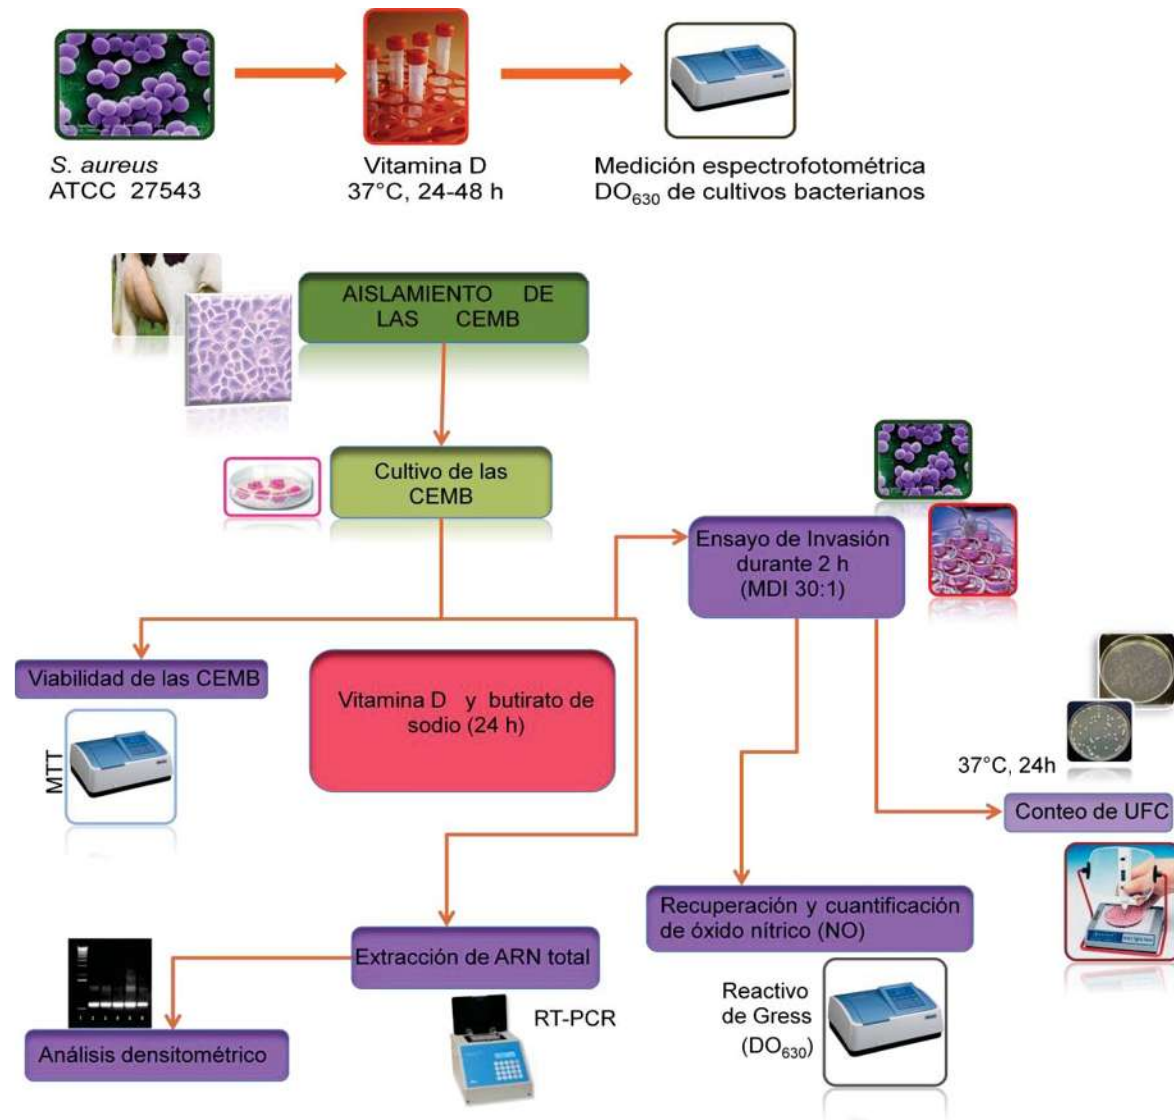 S. aureus
ATCC 27543
Vitamina D
37°C, 24-48 h
Medición espectrofotométrica
DO630 de cultivos bacterianos
AISLAMIENTO DE
LAS CEMB
Cultivo de las
CEMB
Ensayo de Invasión
durante 2 h
(MDI 30:1)
Viabilidad de las CEMB
MTT
Vitamina D y butirato de
sodio (24 h)
37°C, 24h
Conteo de UFC
Recuperación y cuantificación
de óxido nítrico (NO)
Extracción de ARN total
RT-PCR
Reactivo
de Gress
(DO630)
Análisis densitométrico